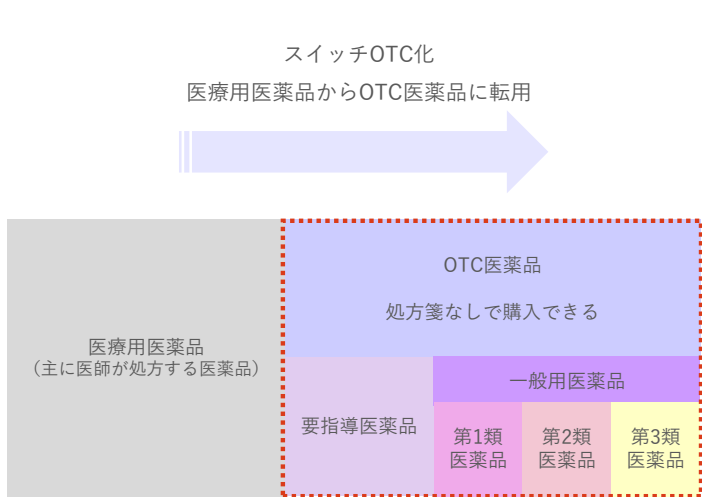 スイッチOTC化
医療用医薬品からOTC医薬品に転用
OTC医薬品
処方箋なしで購入できる
医療用医薬品
（主に医師が処方する医薬品）
一般用医薬品
要指導医薬品
第1類
医薬品
第2類
医薬品
第3類
医薬品